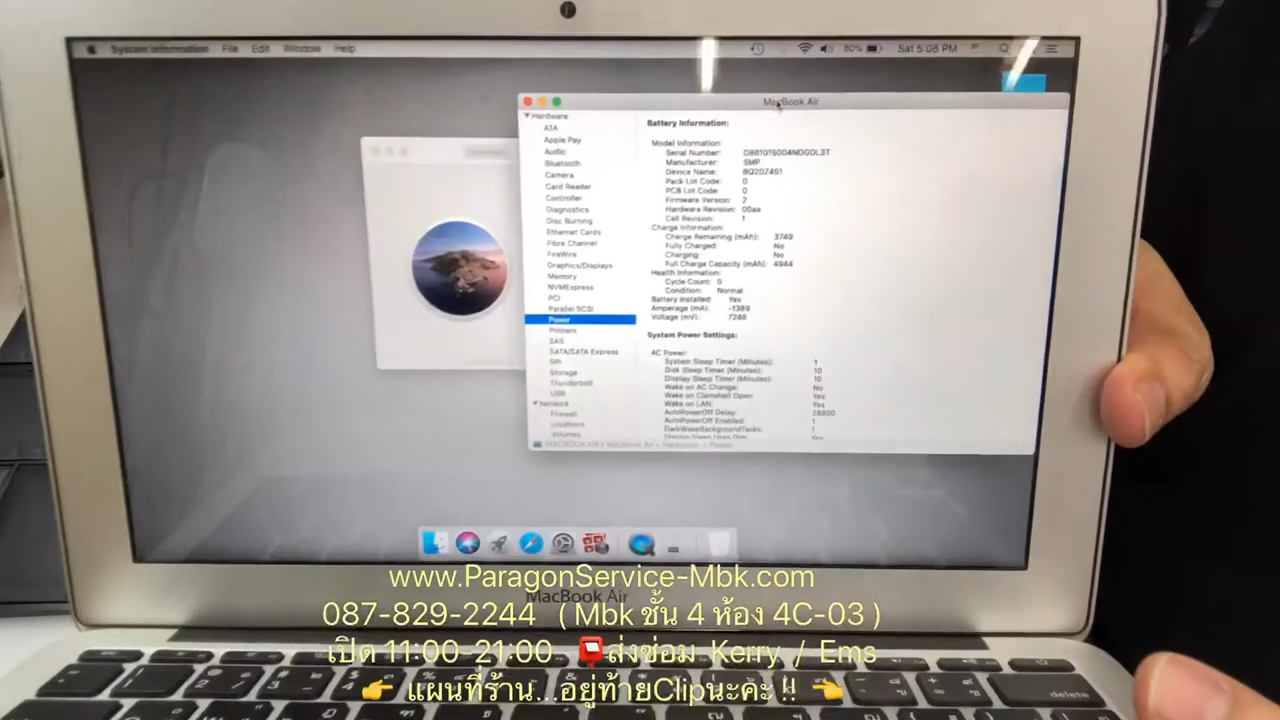 System Information File Edit Window Help
80% Sat 5:08 PM
MacBook Air
Hardware
ATA
Apple Pay
Audio
Bluetooth
Camera
Card Reader
Controller
Diagnostics
Disc Burning
Ethernet Cards
Fibre Channel
FireWire
Graphics/Displays
Memory
NVMExpress
PCI
Parallel SCSI
Power
Printers
SAS
SATA/SATA Express
SPI
Storage
Thunderbolt
USB
Network
Firewall
Locations
Volumes
Battery Information:
Model Information:
Serial Number:
Manufacturer: SMP
Device Name: BQ20Z451
Pack Lot Code: 0
PCB Lot Code: 0
Firmware Version: 2
Hardware Revision: 00aa
Cell Revision: 1
Charge Information:
Charge Remaining (mAh): 3749
Fully Charged: No
Charging: No
Full Charge Capacity (mAh): 4944
Health Information:
Cycle Count: 0
Condition: Normal
Battery Installed: Yes
Amperage (mA): -1389
Voltage (mV): 7246
System Power Settings:
AC Power:
System Sleep Timer (Minutes): 1
Disk Sleep Timer (Minutes): 10
Display Sleep Timer (Minutes): 10
Wake on AC Change: No
Wake on Clamshell Open: Yes
Wake on LAN: Yes
AutoPowerOff Delay: 28800
AutoPowerOff Enabled: 1
DarkWakeBackgroundTasks: 1
MacBook Air
www.ParagonService-Mbk.com
087-829-2244 ( Mbk ชั้น 4 ห้อง 4C-03 )
เปิด 11:00-21:00 📮ส่งซ่อม Kerry / Ems
👉 แผนที่ร้าน...อยู่ท้ายClipนะคะ !! 👈
delete